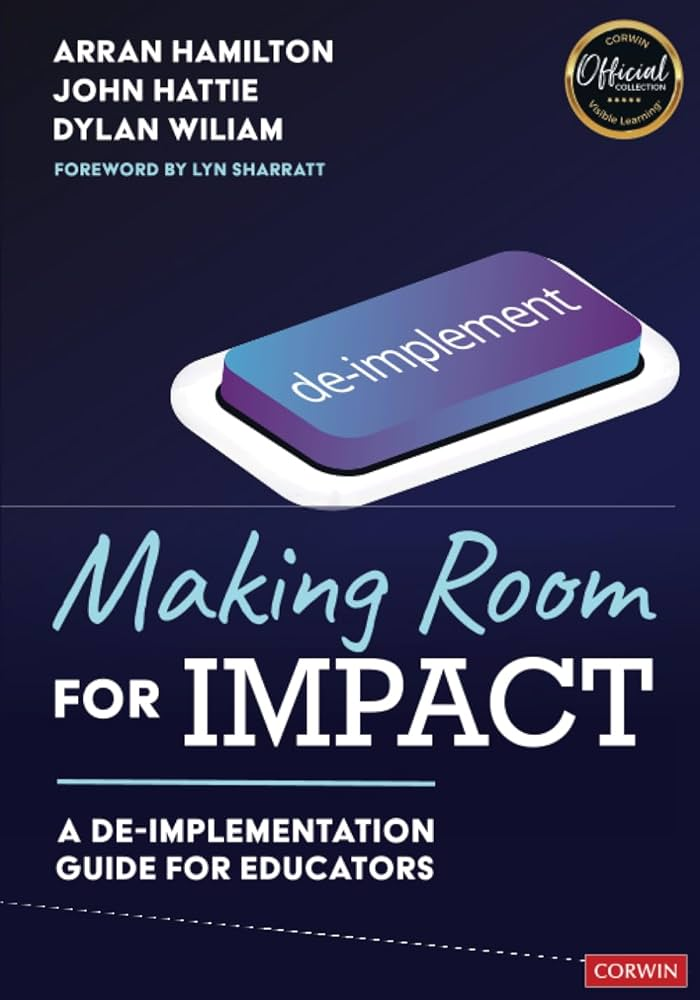 ARRAN HAMILTON
JOHN HATTIE
DYLAN WILIAM
FOREWORD BY LYN SHARRATT
CORWIN
Official
COLLECTION
Visible Learning
de-implement
Making Room
FOR IMPACT
A DE-IMPLEMENTATION
GUIDE FOR EDUCATORS
CORWIN